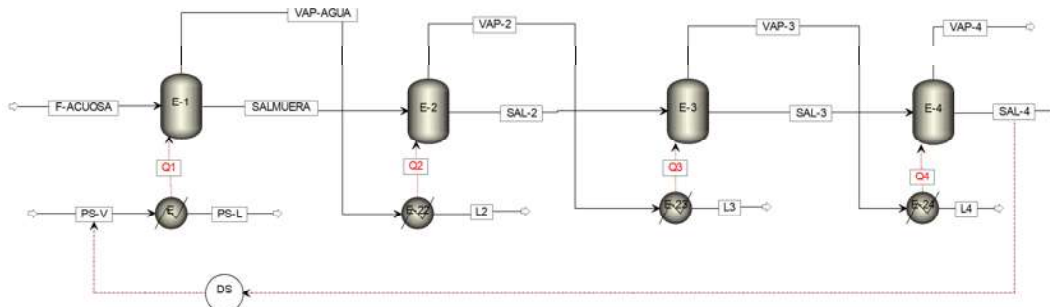 VAP-AGUA
VAP-2
VAP-3
VAP-4
F-ACUOSA
E-1
SALMUERA
E-2
SAL-2
E-3
SAL-3
E-4
SAL-4
Q1
Q2
Q3
Q4
PS-V
E
PS-L
E-22
L2
E-23
L3
E-24
L4
DS